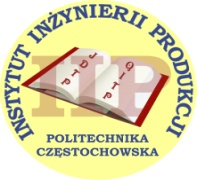 INSTYTUT INŻYNIERII PRODUKCJI
IIP
POLITECHNIKA
CZĘSTOCHOWSKA